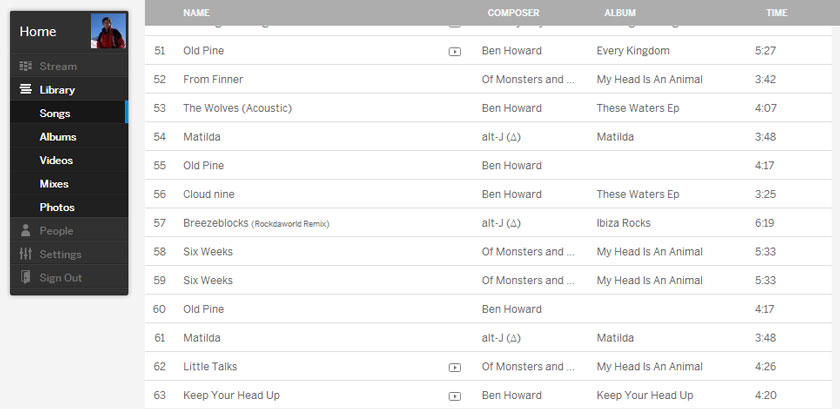 Home
Stream
Library
Songs
Albums
Videos
Mixes
Photos
People
Settings
Sign Out
NAME COMPOSER ALBUM TIME
51 Old Pine Ben Howard Every Kingdom 5:27
52 From Finner Of Monsters and ... My Head Is An Animal 3:42
53 The Wolves (Acoustic) Ben Howard These Waters Ep 4:07
54 Matilda alt-J (∆) Matilda 3:48
55 Old Pine Ben Howard 4:17
56 Cloud nine Ben Howard These Waters Ep 3:25
57 Breezeblocks (Rockdaworld Remix) alt-J (∆) Ibiza Rocks 6:19
58 Six Weeks Of Monsters and ... My Head Is An Animal 5:33
59 Six Weeks Of Monsters and ... My Head Is An Animal 5:33
60 Old Pine Ben Howard 4:17
61 Matilda alt-J (∆) Matilda 3:48
62 Little Talks Of Monsters and ... My Head Is An Animal 4:26
63 Keep Your Head Up Ben Howard Keep Your Head Up 4:20